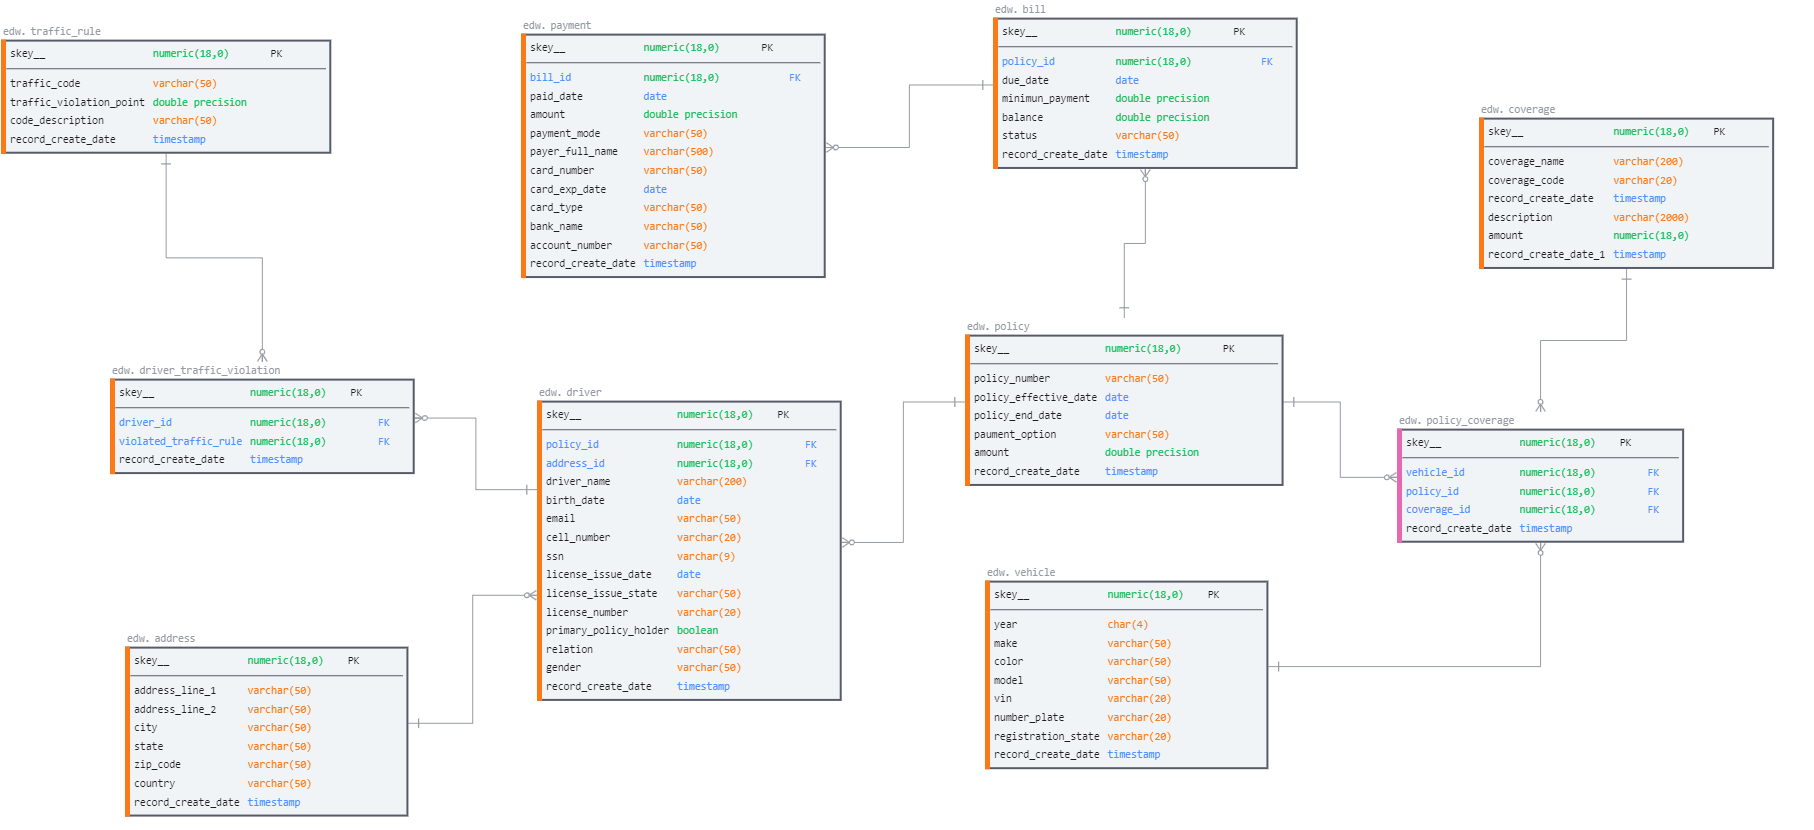 edw. traffic_rule
skey__ numeric(18,0) PK
traffic_code varchar(50)
traffic_violation_point double precision
code_description varchar(50)
record_create_date timestamp
edw. payment
skey__ numeric(18,0) PK
bill_id numeric(18,0) FK
paid_date date
amount double precision
payment_mode varchar(50)
payer_full_name varchar(500)
card_number varchar(50)
card_exp_date date
card_type varchar(50)
bank_name varchar(50)
account_number varchar(50)
record_create_date timestamp
edw. bill
skey__ numeric(18,0) PK
policy_id numeric(18,0) FK
due_date date
minimun_payment double precision
balance double precision
status varchar(50)
record_create_date timestamp
edw. coverage
skey__ numeric(18,0) PK
coverage_name varchar(200)
coverage_code varchar(20)
record_create_date timestamp
description varchar(2000)
amount numeric(18,0)
record_create_date_1 timestamp
edw. driver_traffic_violation
skey__ numeric(18,0) PK
driver_id numeric(18,0) FK
violated_traffic_rule numeric(18,0) FK
record_create_date timestamp
edw. driver
skey__ numeric(18,0) PK
policy_id numeric(18,0) FK
address_id numeric(18,0) FK
driver_name varchar(200)
birth_date date
email varchar(50)
cell_number varchar(20)
ssn varchar(9)
license_issue_date date
license_issue_state varchar(50)
license_number varchar(20)
primary_policy_holder boolean
relation varchar(50)
gender varchar(50)
record_create_date timestamp
edw. policy
skey__ numeric(18,0) PK
policy_number varchar(50)
policy_effective_date date
policy_end_date date
paument_option varchar(50)
amount double precision
record_create_date timestamp
edw. policy_coverage
skey__ numeric(18,0) PK
vehicle_id numeric(18,0) FK
policy_id numeric(18,0) FK
coverage_id numeric(18,0) FK
record_create_date timestamp
edw. address
skey__ numeric(18,0) PK
address_line_1 varchar(50)
address_line_2 varchar(50)
city varchar(50)
state varchar(50)
zip_code varchar(50)
country varchar(50)
record_create_date timestamp
edw. vehicle
skey__ numeric(18,0) PK
year char(4)
make varchar(50)
color varchar(50)
model varchar(50)
vin varchar(20)
number_plate varchar(20)
registration_state varchar(20)
record_create_date timestamp